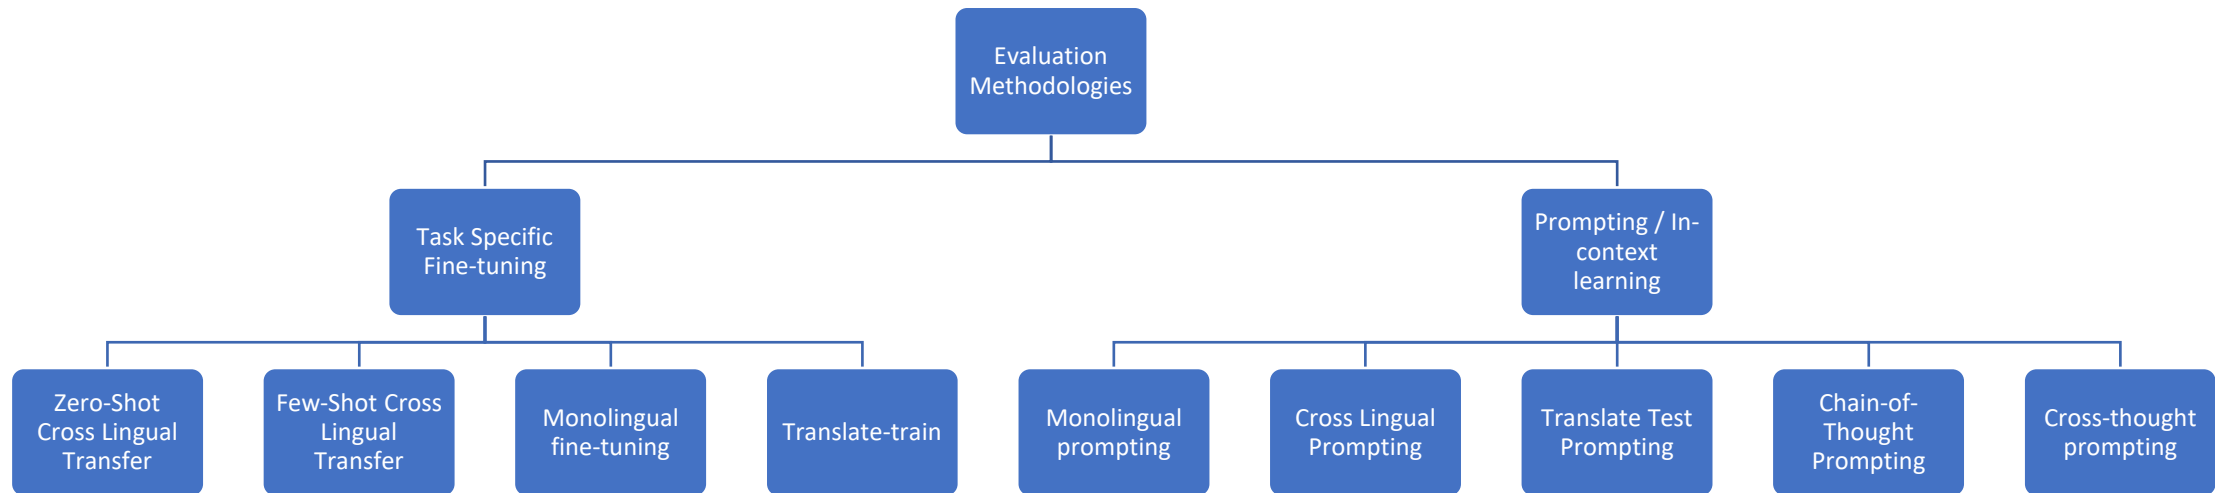 Evaluation
Methodologies
Task Specific
Fine-tuning
Prompting / In-
context
learning
Zero-Shot
Cross Lingual
Transfer
Few-Shot Cross
Lingual
Transfer
Monolingual
fine-tuning
Translate-train
Monolingual
prompting
Cross Lingual
Prompting
Translate Test
Prompting
Chain-of-
Thought
Prompting
Cross-thought
prompting